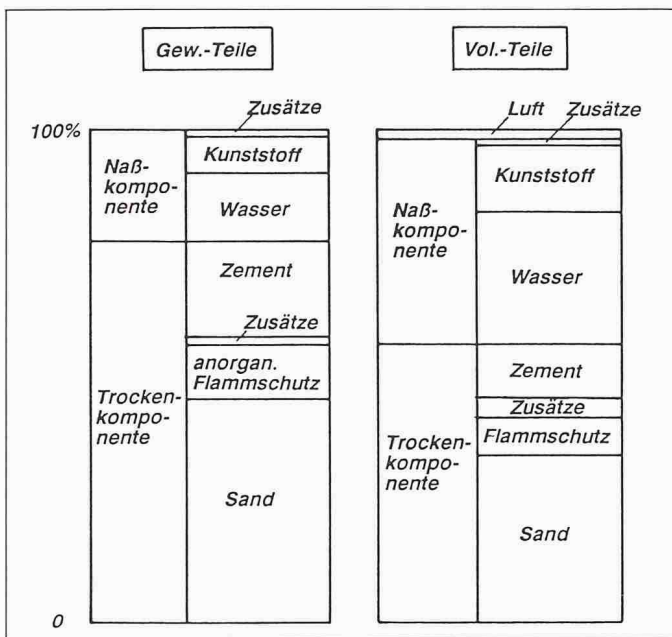 Gew.-Teile
Vol.-Teile
Zusätze
Luft
Zusätze
100%
Naß-
kompo-
nente
Kunststoff
Wasser
Zement
Zusätze
anorgan.
Flammschutz
Trocken-
kompo-
nente
Sand
0
Naß-
kompo-
nente
Kunststoff
Wasser
Zement
Zusätze
Flammschutz
Trocken-
kompo-
nente
Sand